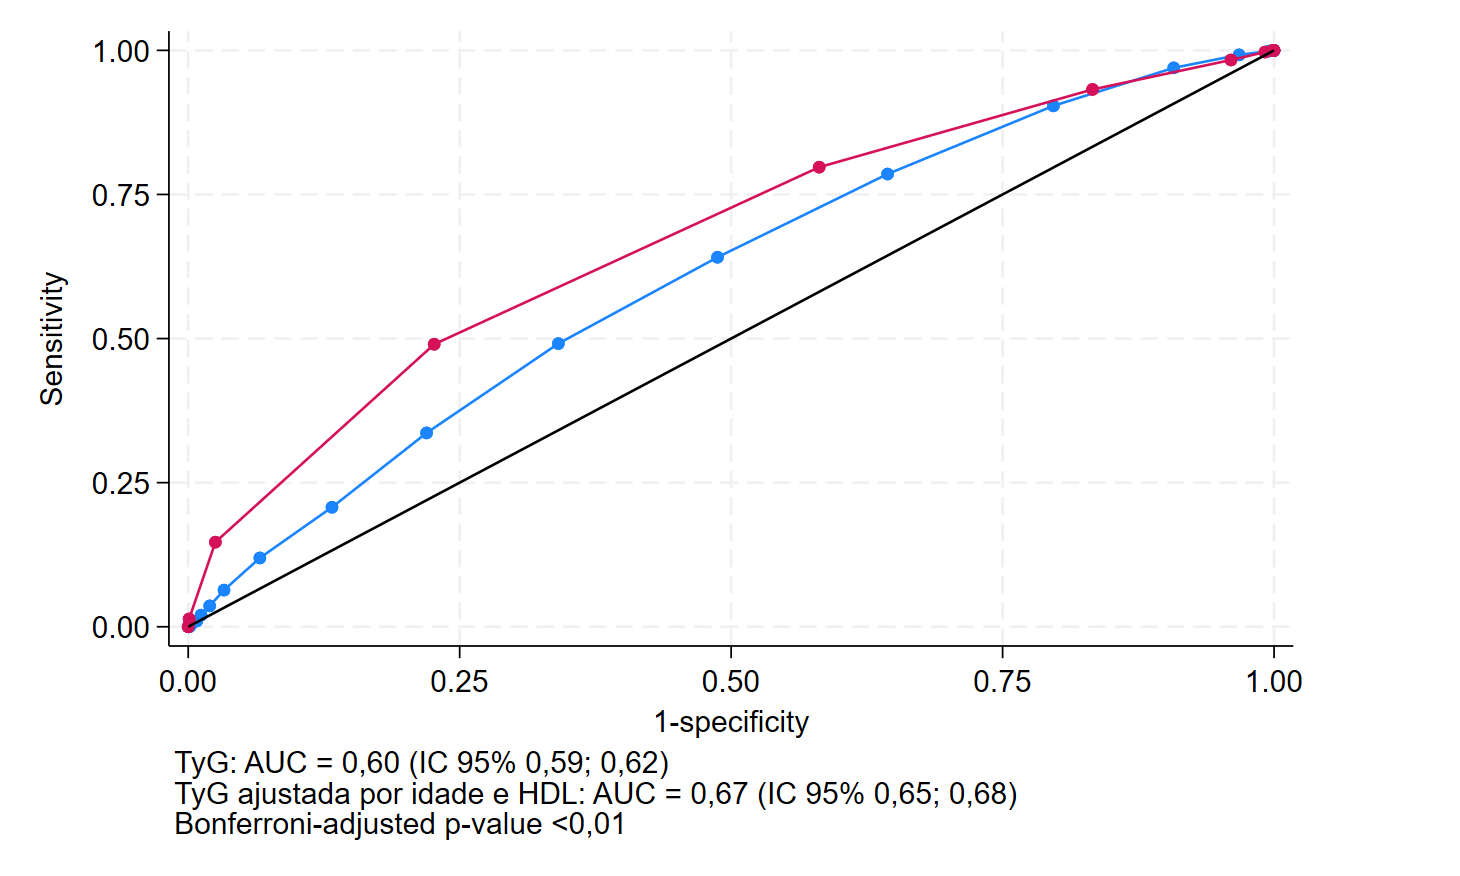 1.00
0.75
0.50
0.25
0.00
Sensitivity
0.00 0.25 0.50 0.75 1.00
1-specificity
TyG: AUC = 0,60 (IC 95% 0,59; 0,62)
TyG ajustada por idade e HDL: AUC = 0,67 (IC 95% 0,65; 0,68)
Bonferroni-adjusted p-value <0,01